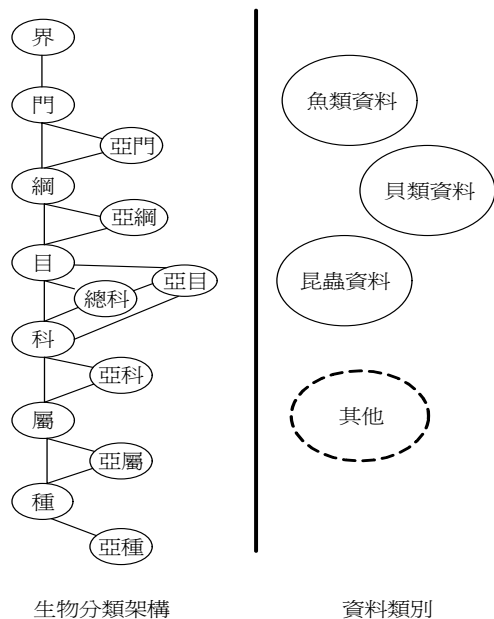 界
門
亞門
綱
亞綱
目
亞目
總科
科
亞科
屬
亞屬
種
亞種
生物分類架構
魚類資料
貝類資料
昆蟲資料
其他
資料類別